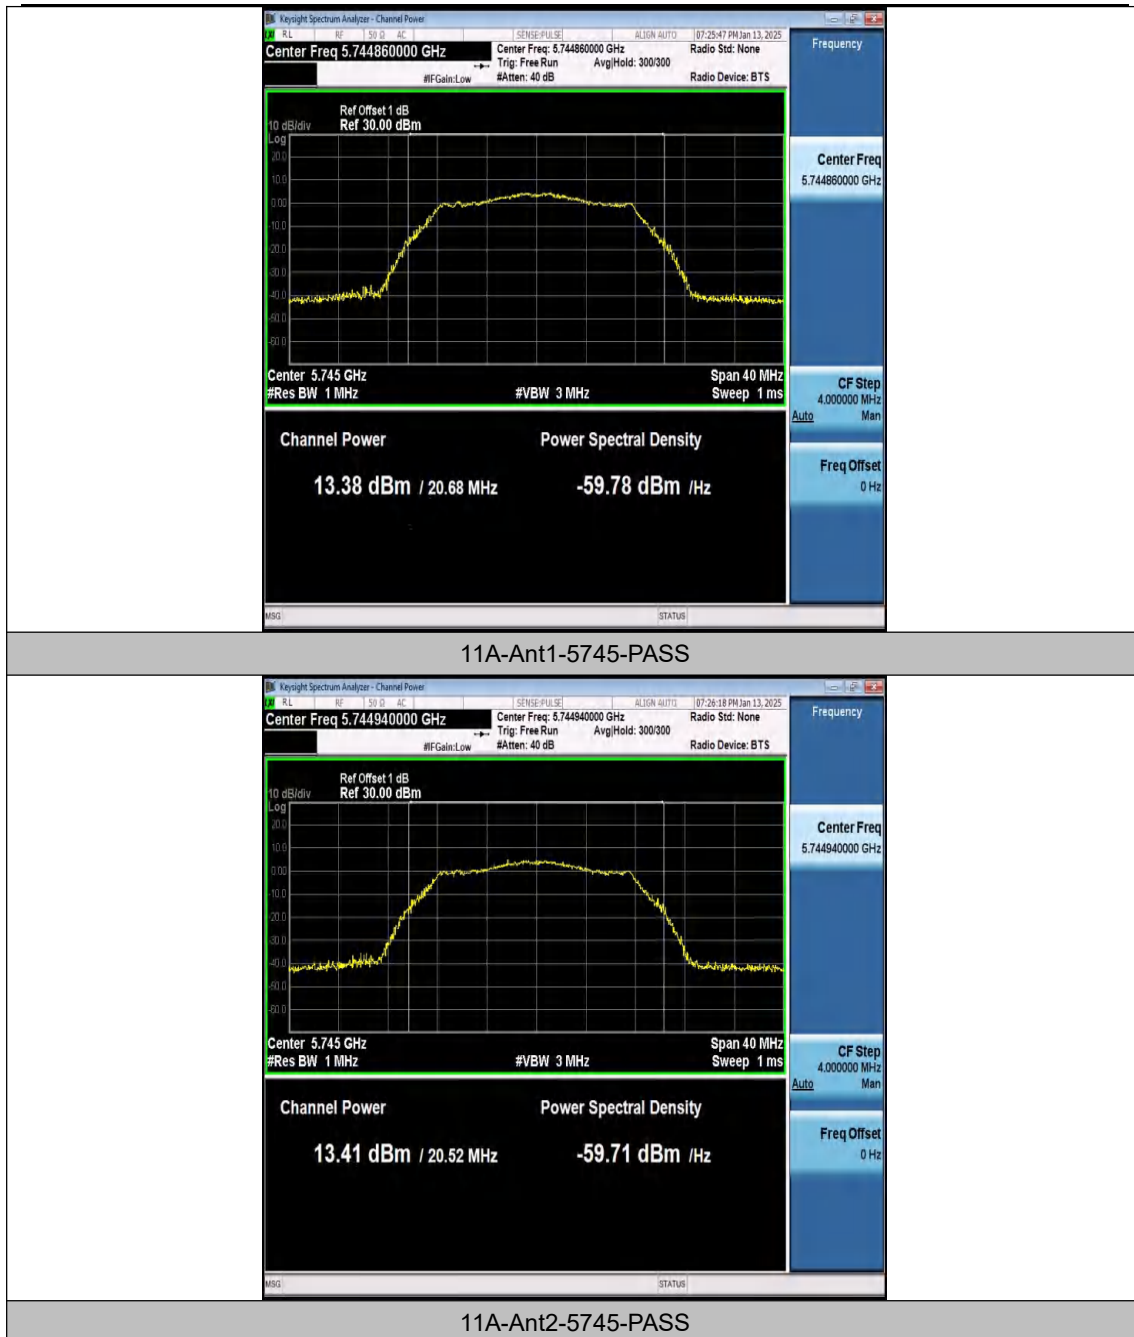 Keysight Spectrum Analyzer - Channel Power
RL RF 50 Ω AC SENSE:PULSE ALIGN AUTO 07:25:47 PM Jan 13, 2025
Center Freq 5.744860000 GHz Center Freq: 5.744860000 GHz Radio Std: None Frequency
Trig: Free Run Avg|Hold: 300/300
#IFGain:Low #Atten: 40 dB Radio Device: BTS
Ref Offset 1 dB
10 dB/div Ref 30.00 dBm
Log
20.0
10.0
0.00
-10.0
-20.0
-30.0
-40.0
-50.0
-60.0
Center Freq
5.744860000 GHz
Center 5.745 GHz Span 40 MHz
#Res BW 1 MHz #VBW 3 MHz Sweep 1 ms
CF Step
4.000000 MHz
Auto Man
Channel Power Power Spectral Density
13.38 dBm / 20.68 MHz -59.78 dBm /Hz
Freq Offset
0 Hz
MSG STATUS
11A-Ant1-5745-PASS
Keysight Spectrum Analyzer - Channel Power
RL RF 50 Ω AC SENSE:PULSE ALIGN AUTO 07:26:18 PM Jan 13, 2025
Center Freq 5.744940000 GHz Center Freq: 5.744940000 GHz Radio Std: None Frequency
Trig: Free Run Avg|Hold: 300/300
#IFGain:Low #Atten: 40 dB Radio Device: BTS
Ref Offset 1 dB
10 dB/div Ref 30.00 dBm
Log
20.0
10.0
0.00
-10.0
-20.0
-30.0
-40.0
-50.0
-60.0
Center Freq
5.744940000 GHz
Center 5.745 GHz Span 40 MHz
#Res BW 1 MHz #VBW 3 MHz Sweep 1 ms
CF Step
4.000000 MHz
Auto Man
Channel Power Power Spectral Density
13.41 dBm / 20.52 MHz -59.71 dBm /Hz
Freq Offset
0 Hz
MSG STATUS
11A-Ant2-5745-PASS